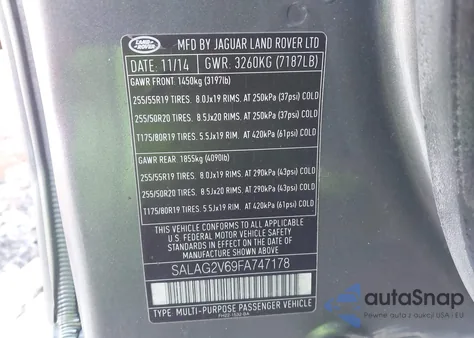 LAND
ROVER
MFD BY JAGUAR LAND ROVER LTD
DATE: 11/14 GWR. 3260KG (7187LB)
GAWR FRONT: 1450kg (3197lb)
255/55R19 TIRES. 8.0Jx19 RIMS. AT 250kPa (37psi) COLD
255/50R20 TIRES. 8.5Jx20 RIMS. AT 250kPa (37psi) COLD
T175/80R19 TIRES. 5.5Jx19 RIM. AT 420kPa (61psi) COLD
GAWR REAR: 1855kg (4090lb)
255/55R19 TIRES. 8.0Jx19 RIMS. AT 290kPa (43psi) COLD
255/50R20 TIRES. 8.5Jx20 RIMS. AT 290kPa (43psi) COLD
T175/80R19 TIRES. 5.5Jx19 RIM. AT 420kPa (61psi) COLD
THIS VEHICLE CONFORMS TO ALL APPLICABLE
U.S. FEDERAL MOTOR VEHICLE SAFETY
STANDARDS IN EFFECT ON THE DATE OF
MANUFACTURE SHOWN ABOVE.
SALAG2V69FA747178
TYPE: MULTI-PURPOSE PASSENGER VEHICLE
autoSnap
Pewne auta z aukcji USA i EU